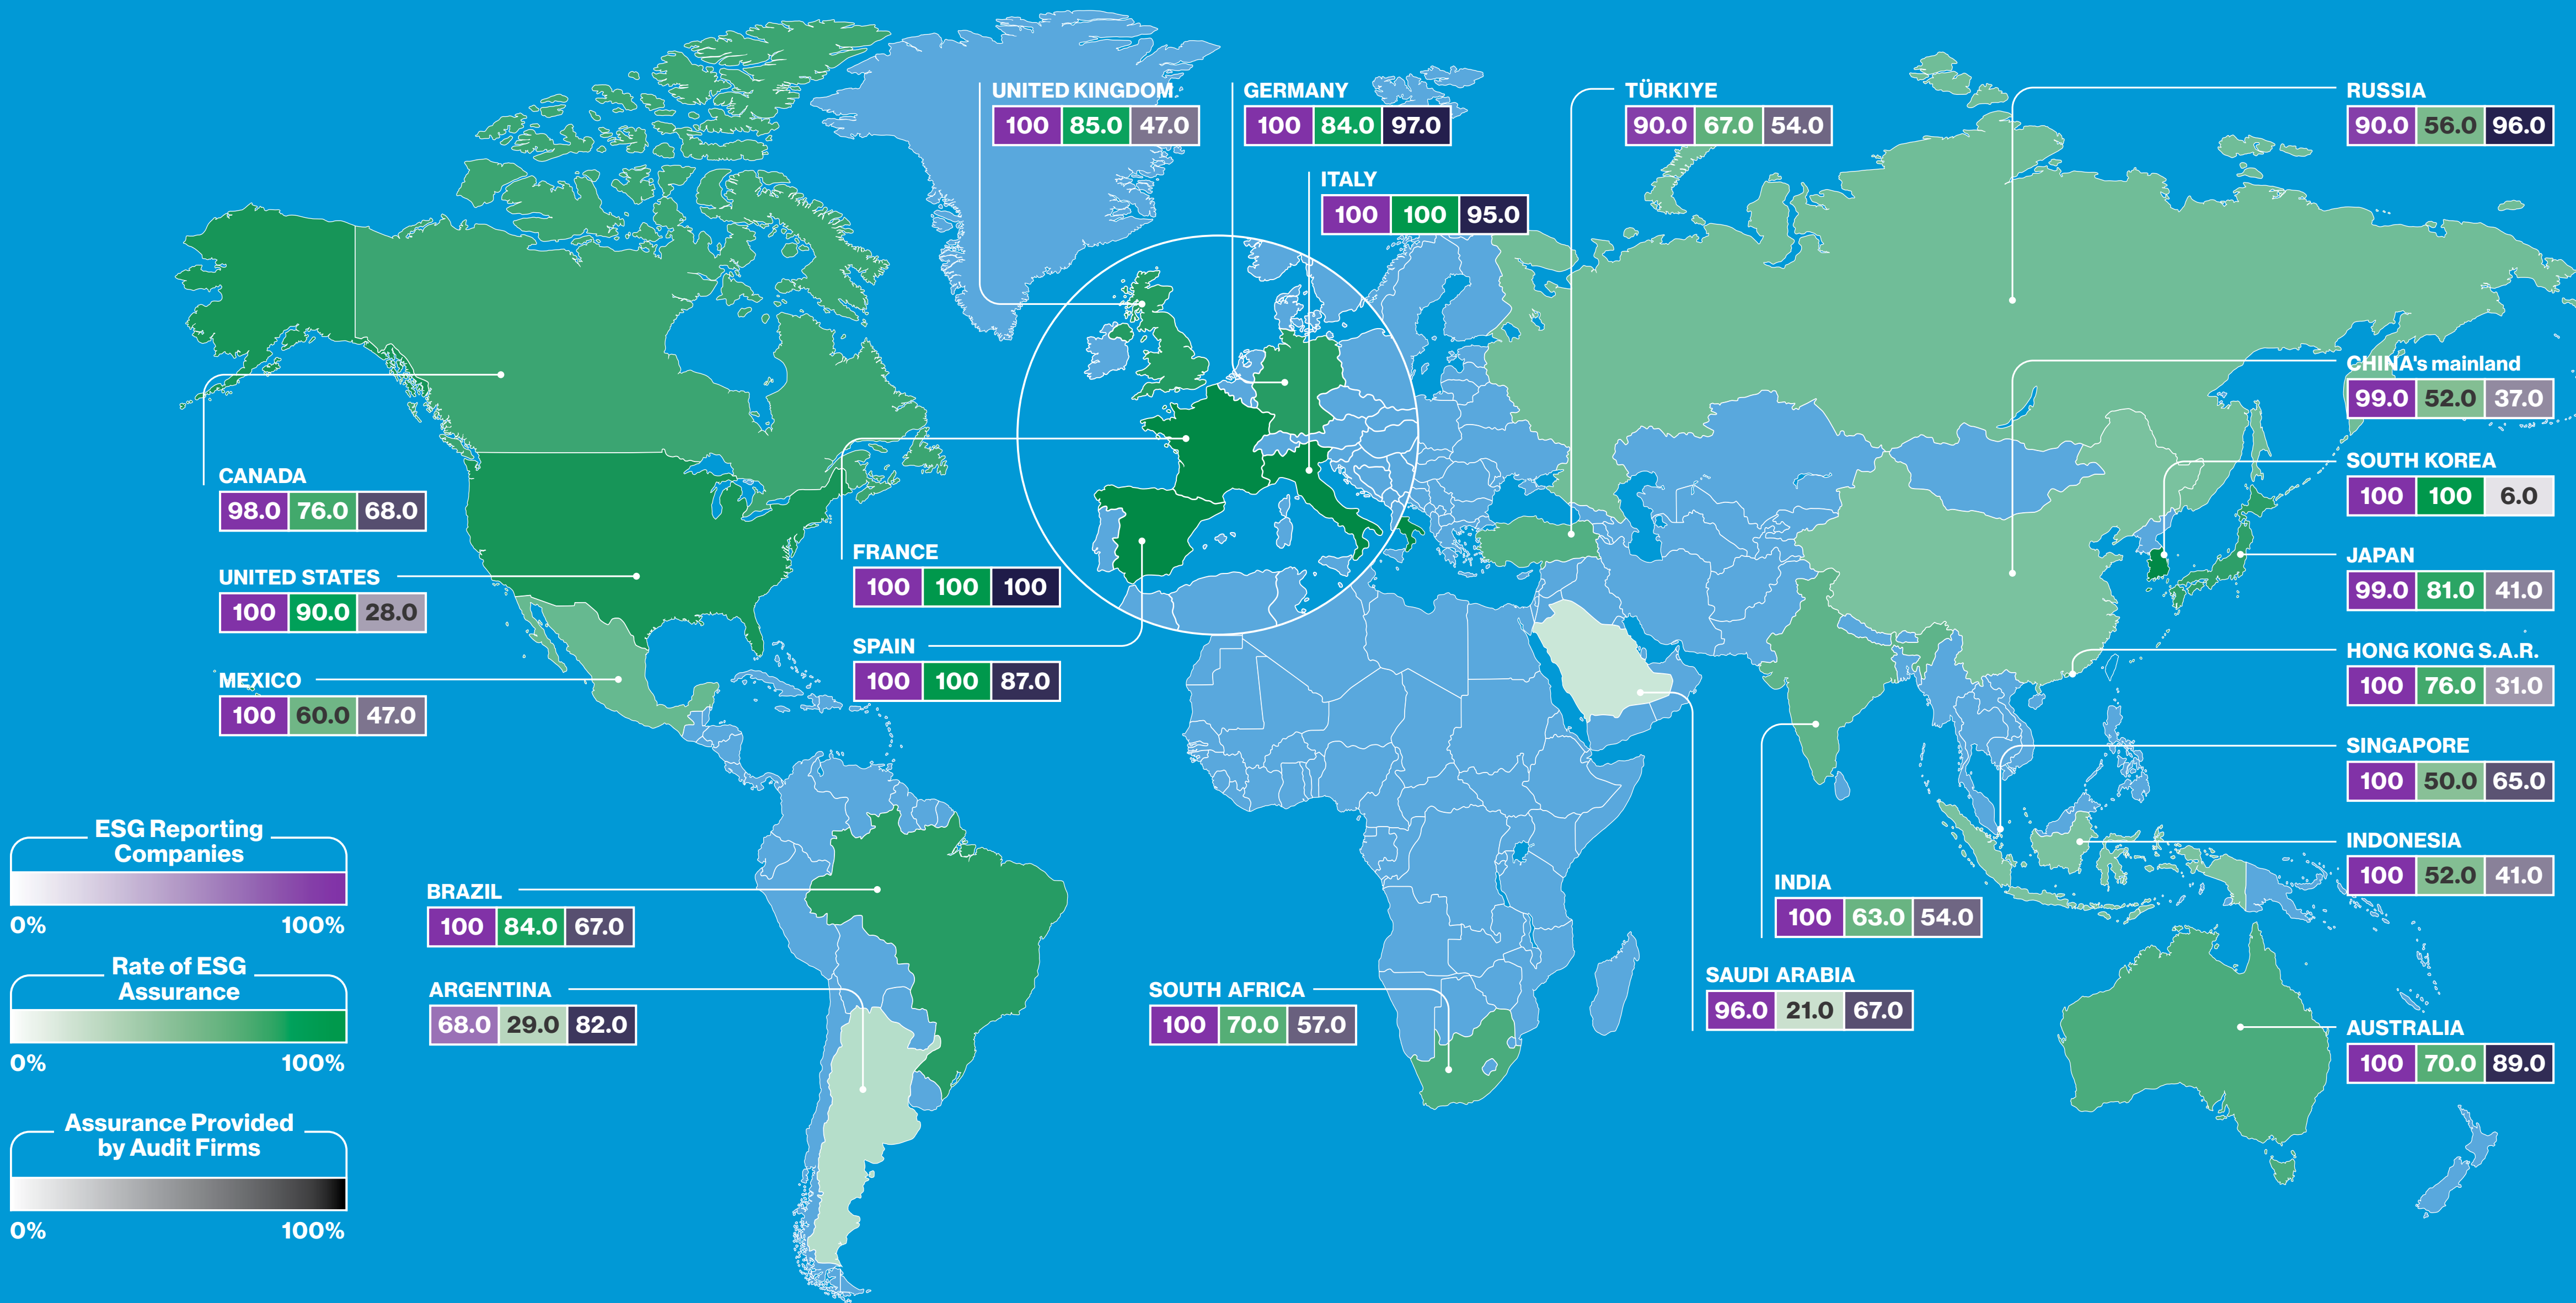 UNITED KINGDOM
100 85.0 47.0
GERMANY
100 84.0 97.0
ITALY
100 100 95.0
TÜRKIYE
90.0 67.0 54.0
RUSSIA
90.0 56.0 96.0
CHINA's mainland
99.0 52.0 37.0
SOUTH KOREA
100 100 6.0
JAPAN
99.0 81.0 41.0
HONG KONG S.A.R.
100 76.0 31.0
SINGAPORE
100 50.0 65.0
INDONESIA
100 52.0 41.0
AUSTRALIA
100 70.0 89.0
CANADA
98.0 76.0 68.0
UNITED STATES
100 90.0 28.0
MEXICO
100 60.0 47.0
FRANCE
100 100 100
SPAIN
100 100 87.0
BRAZIL
100 84.0 67.0
ARGENTINA
68.0 29.0 82.0
SOUTH AFRICA
100 70.0 57.0
INDIA
100 63.0 54.0
SAUDI ARABIA
96.0 21.0 67.0
ESG Reporting
Companies
0% 100%
Rate of ESG
Assurance
0% 100%
Assurance Provided
by Audit Firms
0% 100%